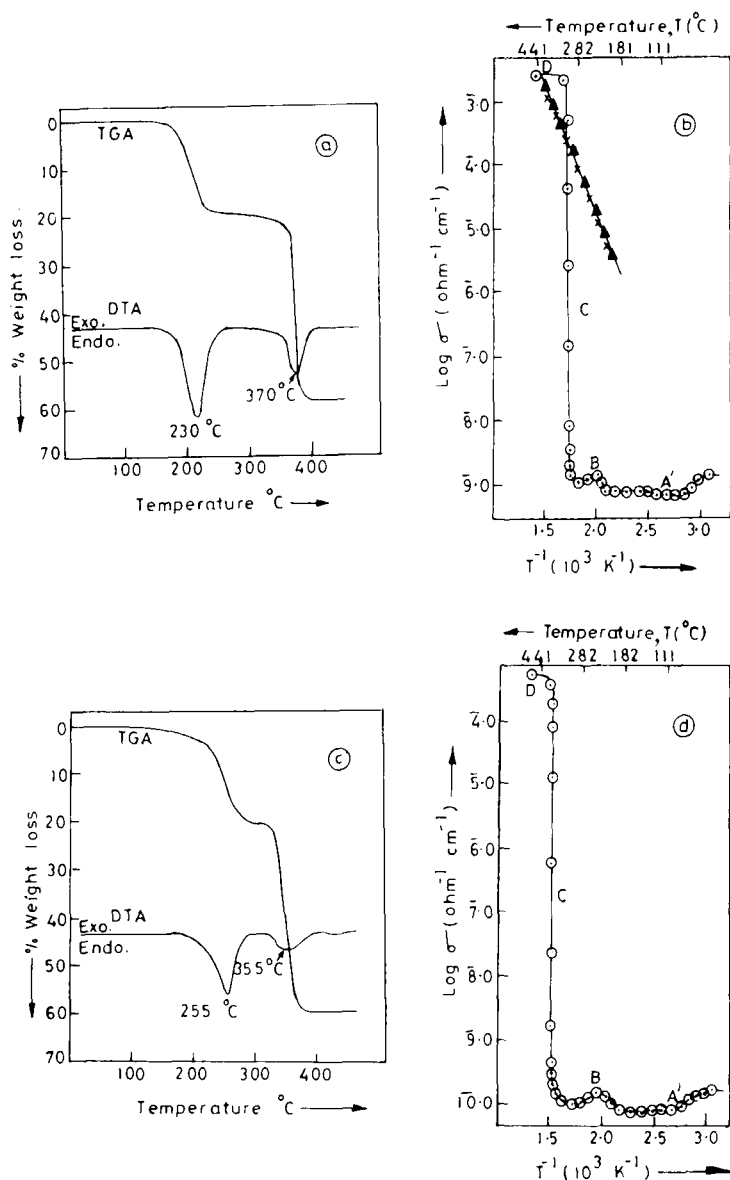 0
10
20
30
40
50
60
70
← % Weight loss
TGA
ⓐ
DTA
Exo.
Endo.
230 °C
370°C
100 200 300 400
Temperature °C →
← Temperature, T(°C)
441 282 181 111
D
ⓑ
3̄.0
4̄.0
5̄.0
6̄.0
7̄.0
8̄.0
9̄.0
Log σ (ohm⁻¹ cm⁻¹) →
C
B
A'
1.5 2.0 2.5 3.0
T⁻¹ (10³ K⁻¹) →
0
10
20
30
40
50
60
70
← % Weight loss
TGA
ⓒ
DTA
Exo.
Endo.
255 °C
355°C
100 200 300 400
Temperature °C →
← Temperature, T(°C)
441 282 182 111
D
ⓓ
4̄.0
5̄.0
6̄.0
7̄.0
8̄.0
9̄.0
1̄0.0
Log σ (ohm⁻¹ cm⁻¹) →
C
B
A'
1.5 2.0 2.5 3.0
T⁻¹ (10³ K⁻¹) →